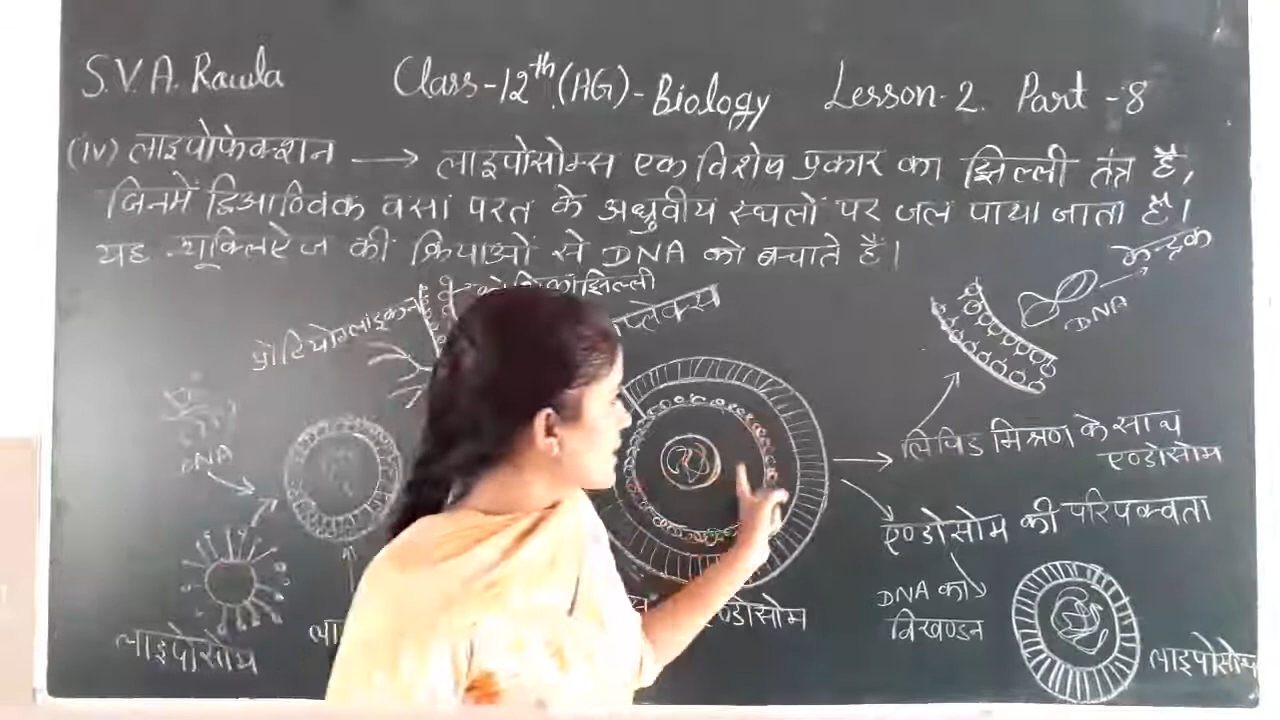 S.V.A. Rawla Class-12th (AG)-Biology Lesson-2. Part-8
(iv) लाइपोफेक्शन → लाइपोसोम्स एक विशेष प्रकार का झिल्ली तंत्र है,
जिनमें द्विआण्विक वसा परत के अध्रुवीय स्थलों पर जल पाया जाता है।
यह न्यूक्लिऐज की क्रियाओं से DNA को बचाते है।
केन्द्रक
झिल्ली
DNA
DNA
लिपिड मिश्रण के साथ
एण्डोसोम
एण्डोसोम की परिपक्वता
DNA का
विखण्डन
एण्डोसोम
लाइपोसोम
लाइपोसोम